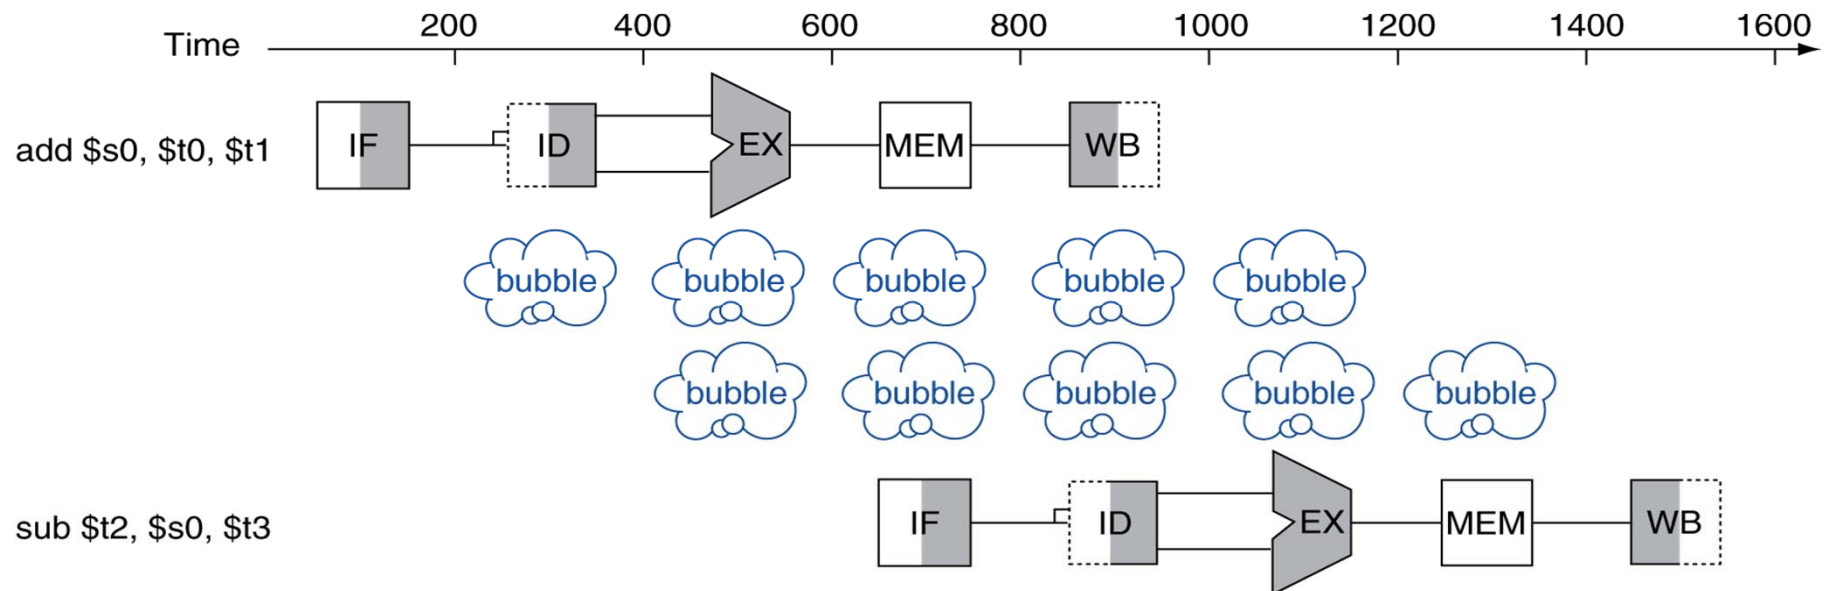 200 400 600 800 1000 1200 1400 1600
Time
add $s0, $t0, $t1 IF ID EX MEM WB
bubble bubble bubble bubble bubble
bubble bubble bubble bubble bubble
sub $t2, $s0, $t3 IF ID EX MEM WB